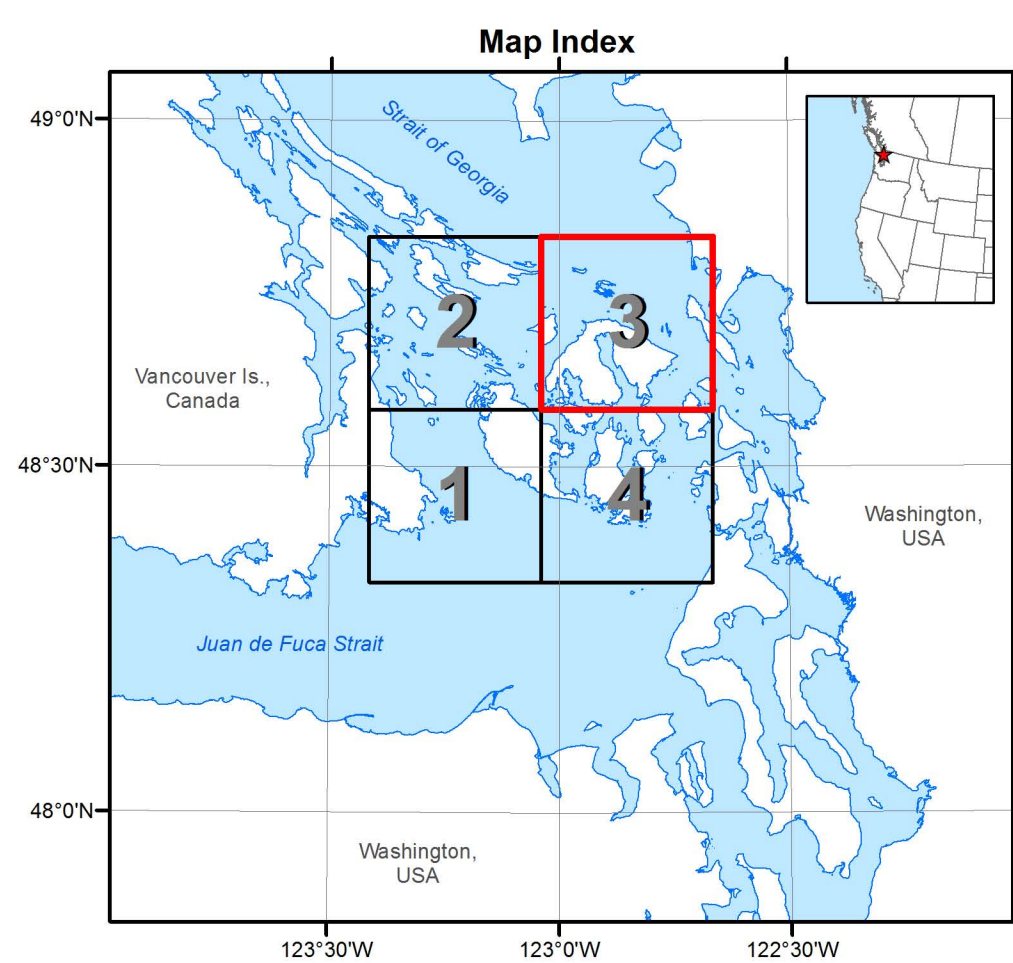 Map Index
49°0'N
Strait of Georgia
2
3
Vancouver Is.,
Canada
48°30'N
1
4
Washington,
USA
Juan de Fuca Strait
48°0'N
Washington,
USA
123°30'W
123°0'W
122°30'W